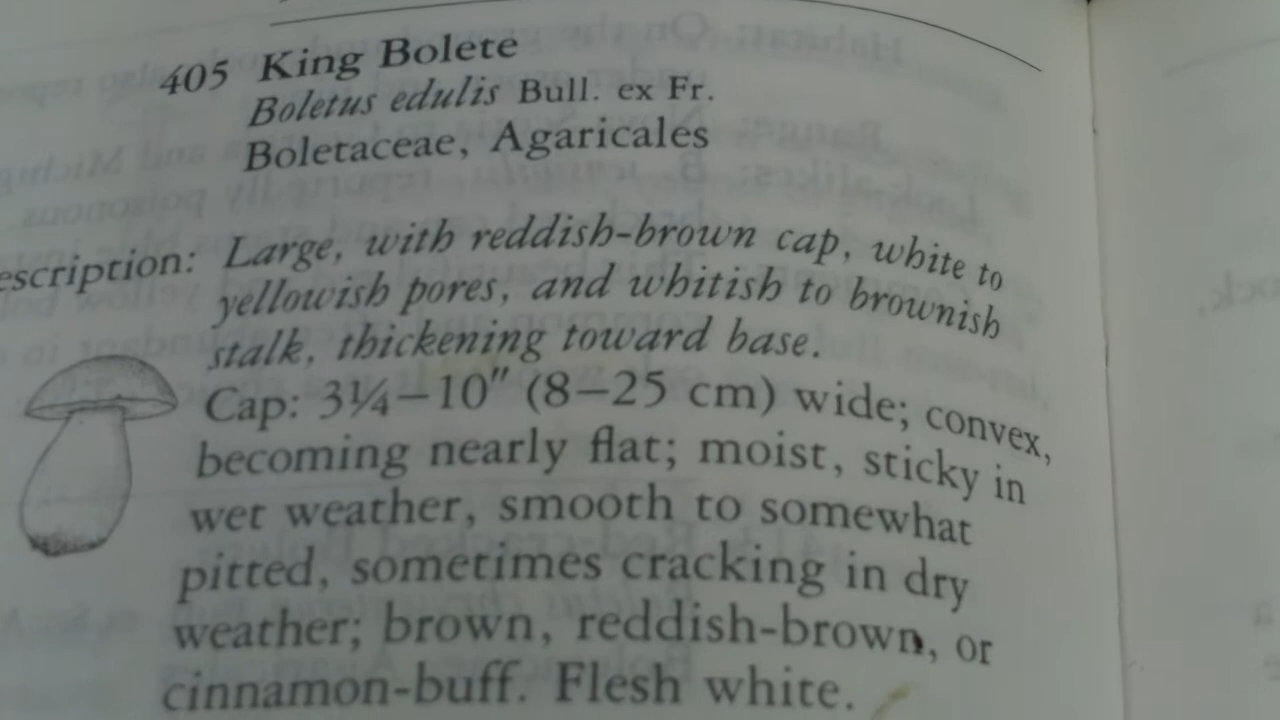 405 King Bolete
Boletus edulis Bull. ex Fr.
Boletaceae, Agaricales
escription: Large, with reddish-brown cap, white to
yellowish pores, and whitish to brownish
stalk, thickening toward base.
Cap: 3¼–10" (8–25 cm) wide; convex,
becoming nearly flat; moist, sticky in
wet weather, smooth to somewhat
pitted, sometimes cracking in dry
weather; brown, reddish-brown, or
cinnamon-buff. Flesh white.